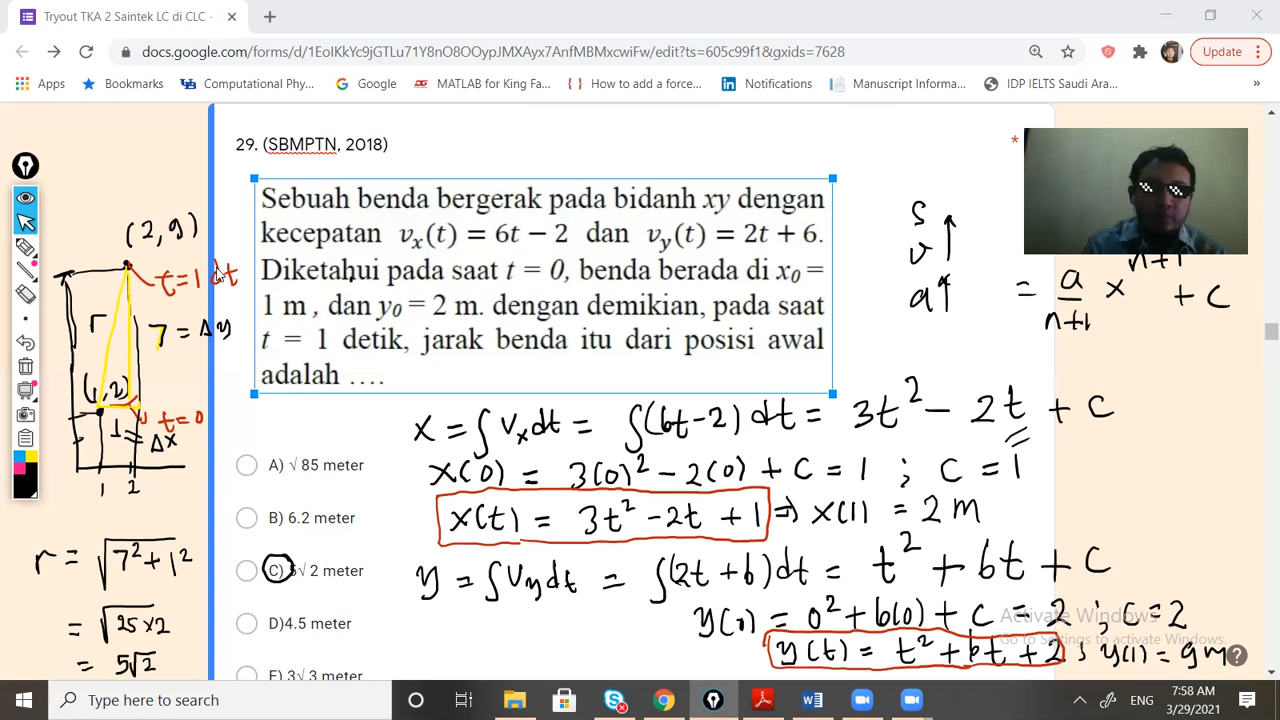 Tryout TKA 2 Saintek LC di CLC -
docs.google.com/forms/d/1EoIKkYc9jGTLu71Y8nO8OOypJMXAyx7AnfMBMxcwiFw/edit?ts=605c99f1&gxids=7628
Update
Apps
Bookmarks
Computational Phy...
Google
MATLAB for King Fa...
Add a force...
Notifications
Manuscript Informa...
IDP IELTS Saudi Ara...
29. (SBMPTN, 2018)
*
Sebuah benda bergerak pada bidanh xy dengan
kecepatan vₓ(t) = 6t − 2 dan vᵧ(t) = 2t + 6.
Diketahui pada saat t = 0, benda berada di x₀ =
1 m , dan y₀ = 2 m. dengan demikian, pada saat
t = 1 detik, jarak benda itu dari posisi awal
adalah ….
S
v
a
= a/n+1 x^n+1 + c
(2,9)
t=1 dt
r
7 = Δy
(1,2)
t=0
1 = Δx
1 2
r = √7²+1²
= √25×2
= 5√2
x = ∫vₓdt = ∫(6t-2) dt = 3t² - 2t + c
x(0) = 3(0)² - 2(0) + c = 1 ; c = 1
x(t) = 3t² - 2t + 1 ⇒ x(1) = 2 m
y = ∫vᵧdt = ∫(2t + 6)dt = t² + 6t + c
y(0) = 0² + 6(0) + c = 2 ; c = 2
y(t) = t² + 6t + 2 ; y(1) = 9m
A) √ 85 meter
B) 6.2 meter
C) 5√ 2 meter
D)4.5 meter
E) 3√ 3 meter
Activate Windows
Go to Settings to activate Windows.
Type here to search
ENG
7:58 AM
3/29/2021